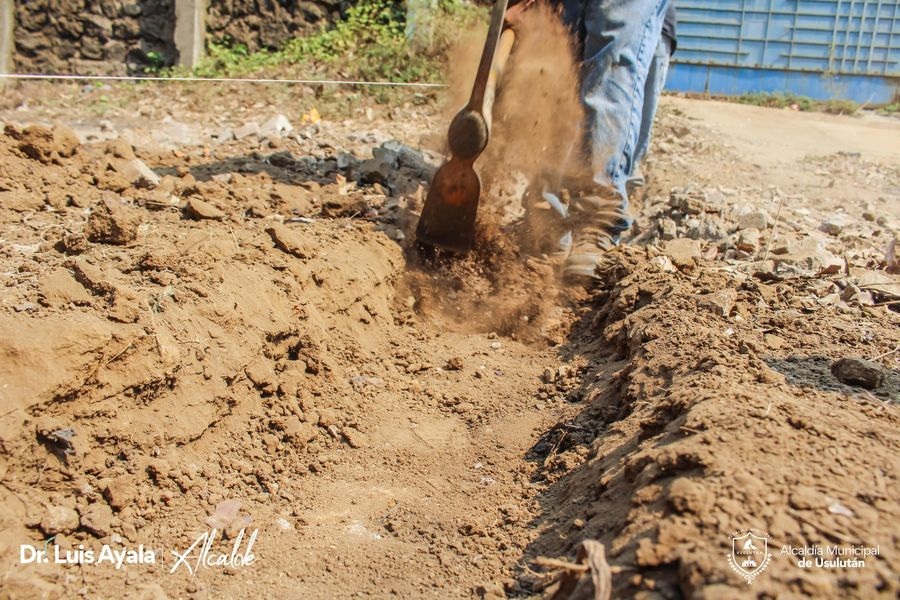 Dr. Luis Ayala
Alcalde
Alcaldía Municipal
de Usulután